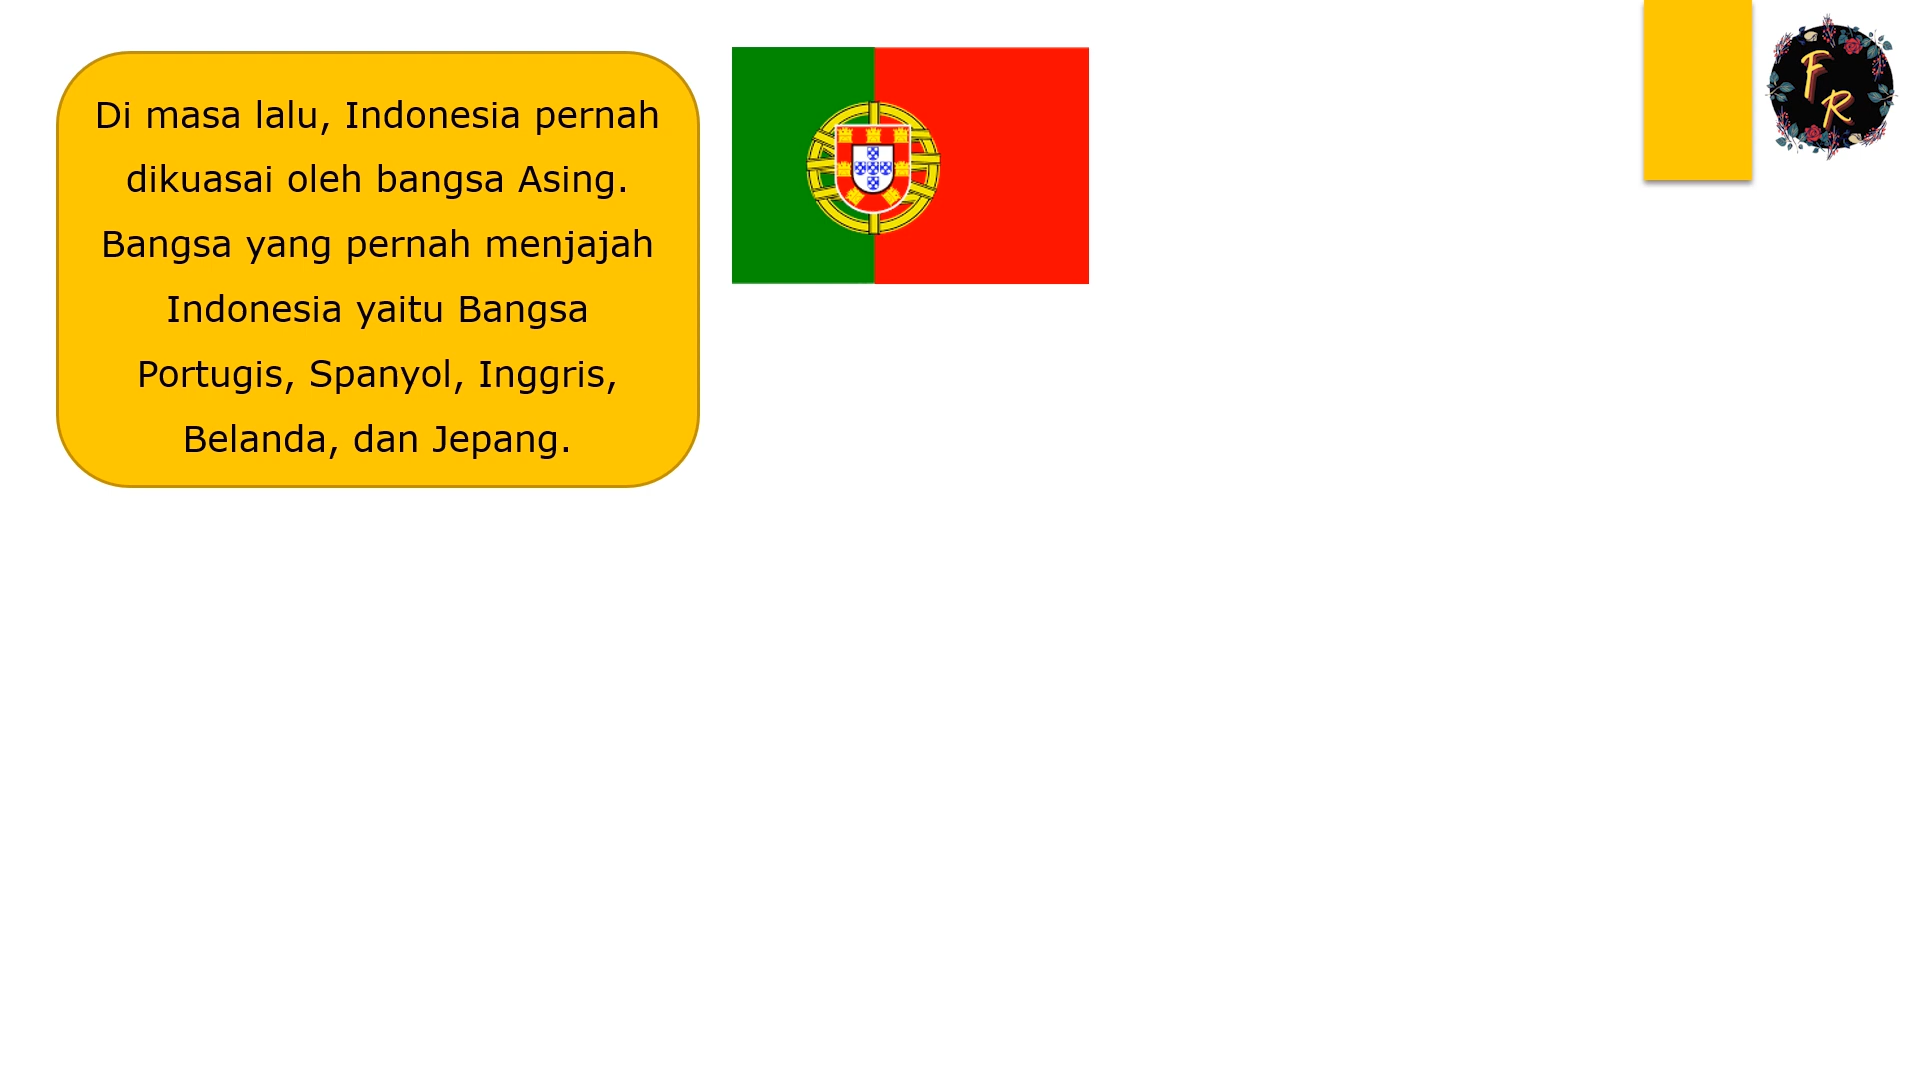 Di masa lalu, Indonesia pernah
dikuasai oleh bangsa Asing.
Bangsa yang pernah menjajah
Indonesia yaitu Bangsa
Portugis, Spanyol, Inggris,
Belanda, dan Jepang.
F
R